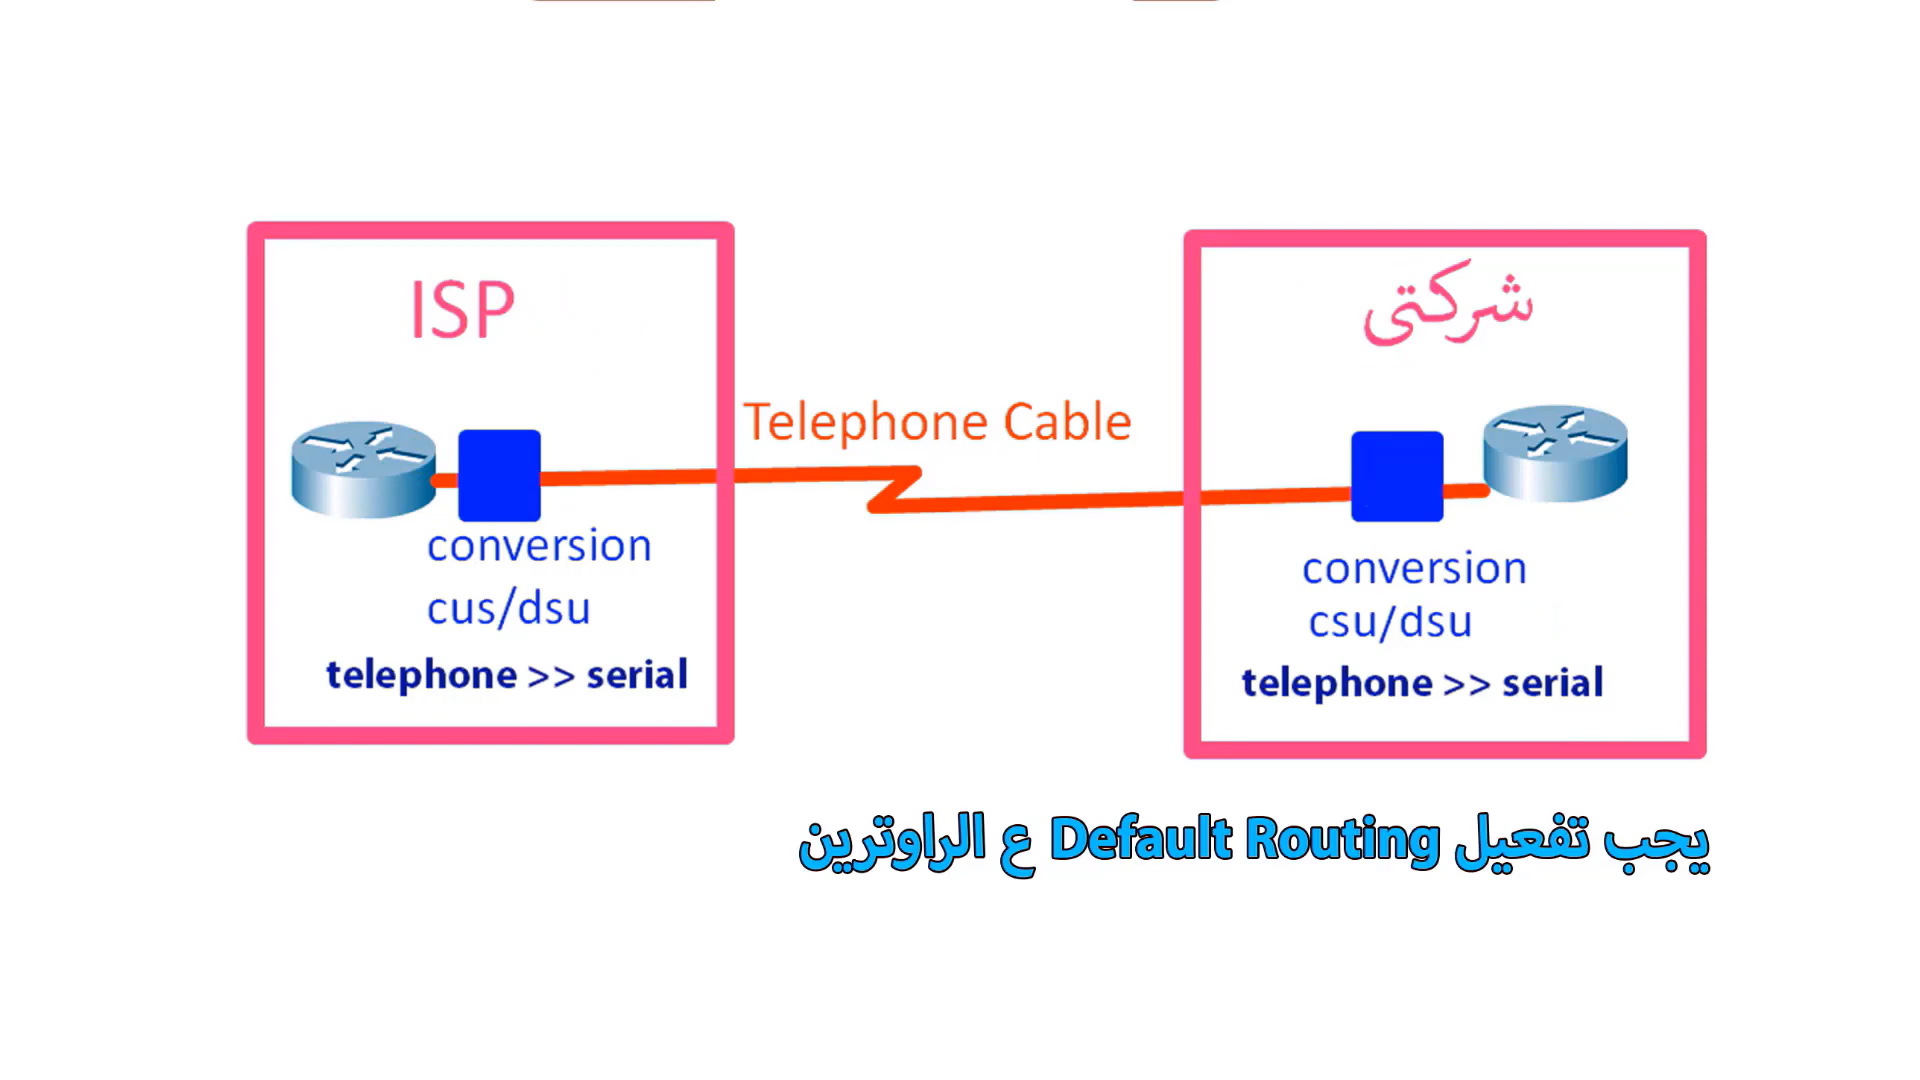 ISP
شركتي
Telephone Cable
conversion
cus/dsu
telephone >> serial
conversion
csu/dsu
telephone >> serial
يجب تفعيل Default Routing ع الراوترين